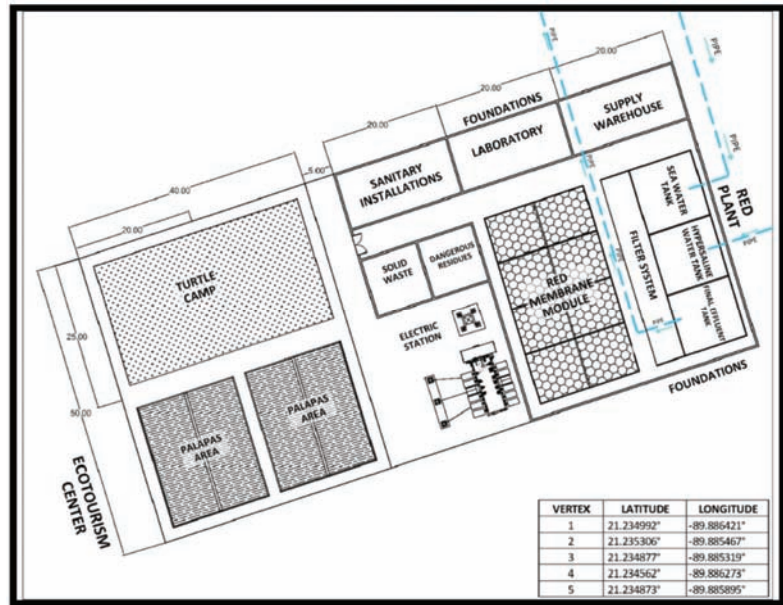 PIPE
PIPE
20.00
20.00
20.00
FOUNDATIONS
SUPPLY
WAREHOUSE
LABORATORY
SANITARY
INSTALLATIONS
PIPE
PIPE
5.00
40.00
20.00
TURTLE
CAMP
25.00
50.00
PALAPAS
AREA
PALAPAS
AREA
ECOTOURISM
CENTER
SOLID
WASTE
DANGEROUS
RESIDUES
ELECTRIC
STATION
RED
MEMBRANE
MODULE
PIPE
FILTER SYSTEM
SEA WATER
TANK
HYPERSALINE
WATER TANK
FINAL EFFLUENT
TANK
RED
PLANT
PIPE
PIPE
FOUNDATIONS
VERTEX LATITUDE LONGITUDE
1 21.234992° -89.886421°
2 21.235306° -89.885467°
3 21.234877° -89.885319°
4 21.234562° -89.886273°
5 21.234873° -89.885895°